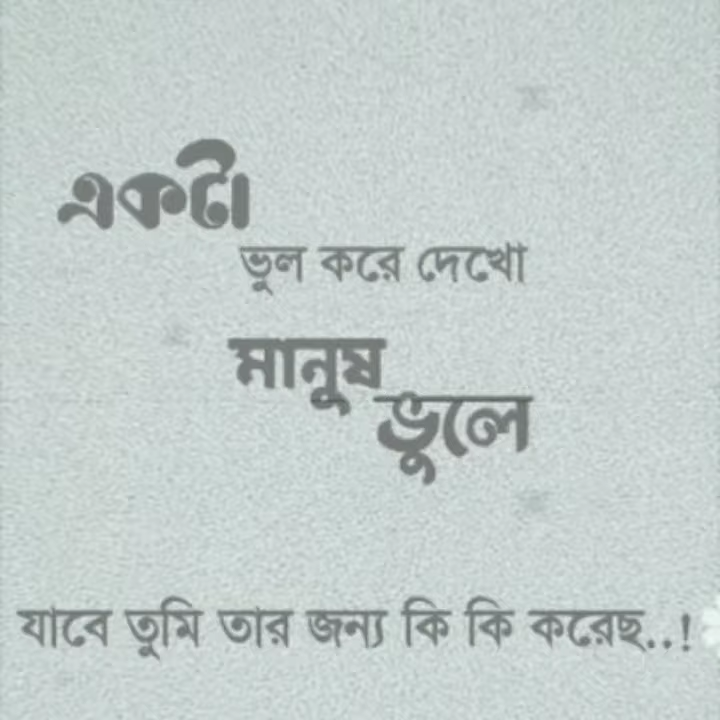 একটা
ভুল করে দেখো
মানুষ
ভুলে
যাবে তুমি তার জন্য কি কি করেছ..!